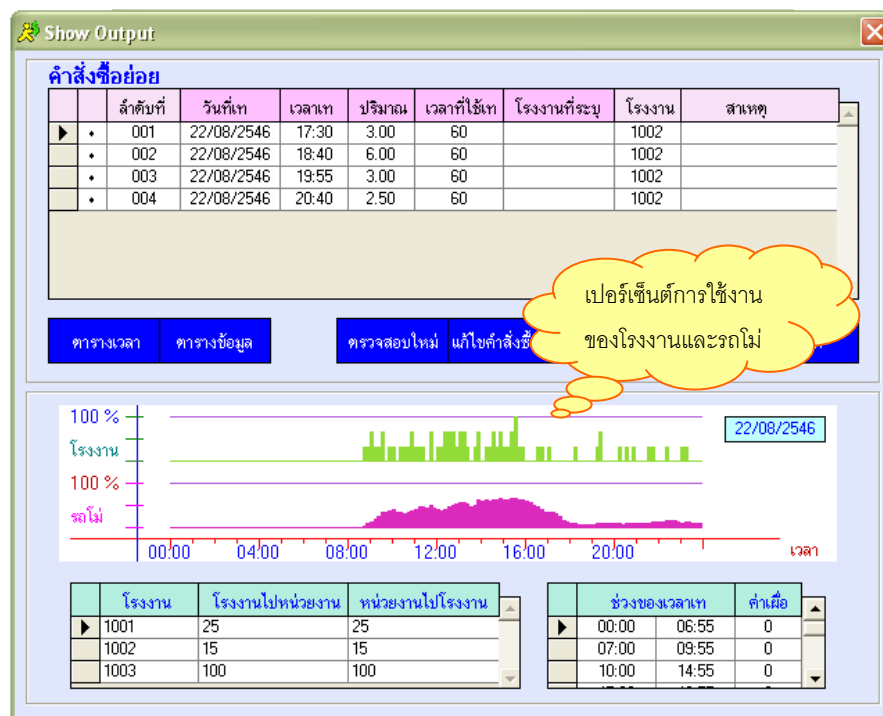 Show Output
คำสั่งซื้อย่อย
ลำดับที่ วันที่เท เวลาเท ปริมาณ เวลาที่ใช้เท โรงงานที่ระบุ โรงงาน สาเหตุ
001 22/08/2546 17:30 3.00 60 1002
002 22/08/2546 18:40 6.00 60 1002
003 22/08/2546 19:55 3.00 60 1002
004 22/08/2546 20:40 2.50 60 1002
เปอร์เซ็นต์การใช้งาน
ของโรงงานและรถโม่
ตารางเวลา ตารางข้อมูล ตรวจสอบใหม่
100 %
22/08/2546
โรงงาน
100 %
รถโม่
00:00 04:00 08:00 12:00 16:00 20:00 เวลา
โรงงาน โรงงานไปหน่วยงาน หน่วยงานไปโรงงาน
1001 25 25
1002 15 15
1003 100 100
ช่วงของเวลาเท ค่าเผื่อ
00:00 06:55 0
07:00 09:55 0
10:00 14:55 0